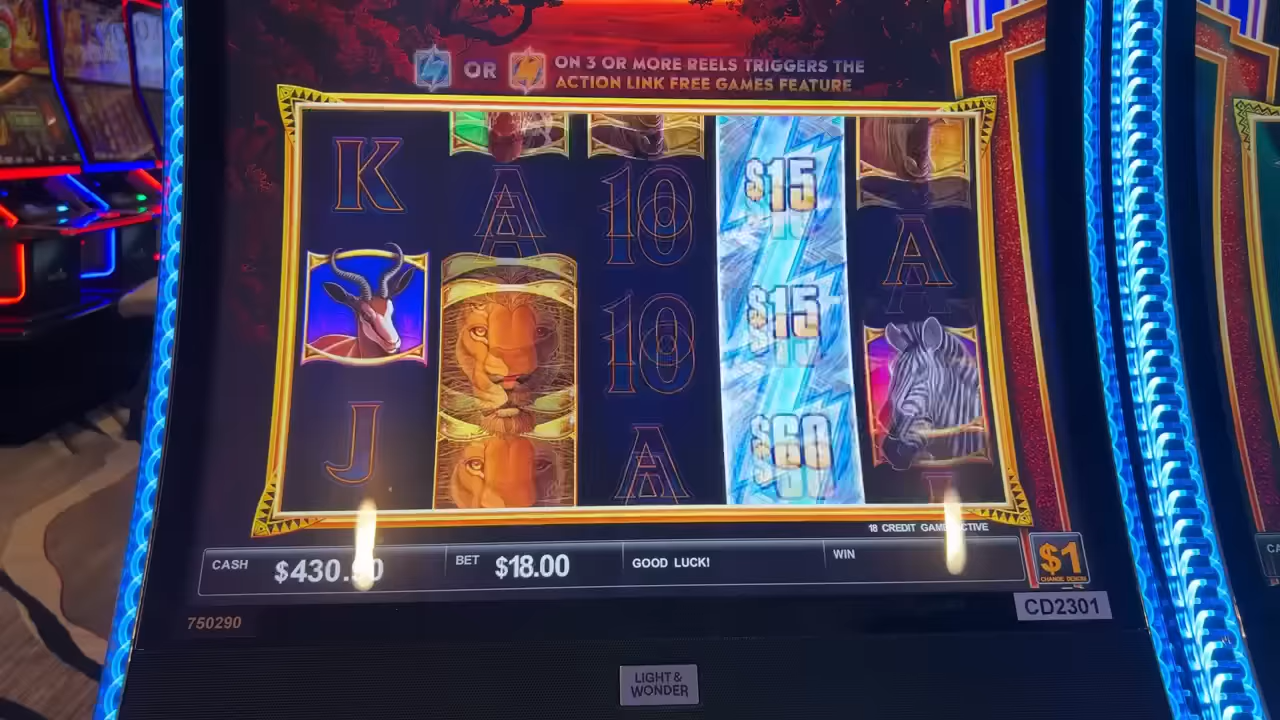 OR
ON 3 OR MORE REELS TRIGGERS THE
ACTION LINK FREE GAMES FEATURE
K
A
10
$15
A
10
$15
J
A
$60
18 CREDIT GAME ACTIVE
CASH
BET $18.00
GOOD LUCK!
WIN
$1
CHANGE DENOM
750290
CD2301
LIGHT &
WONDER